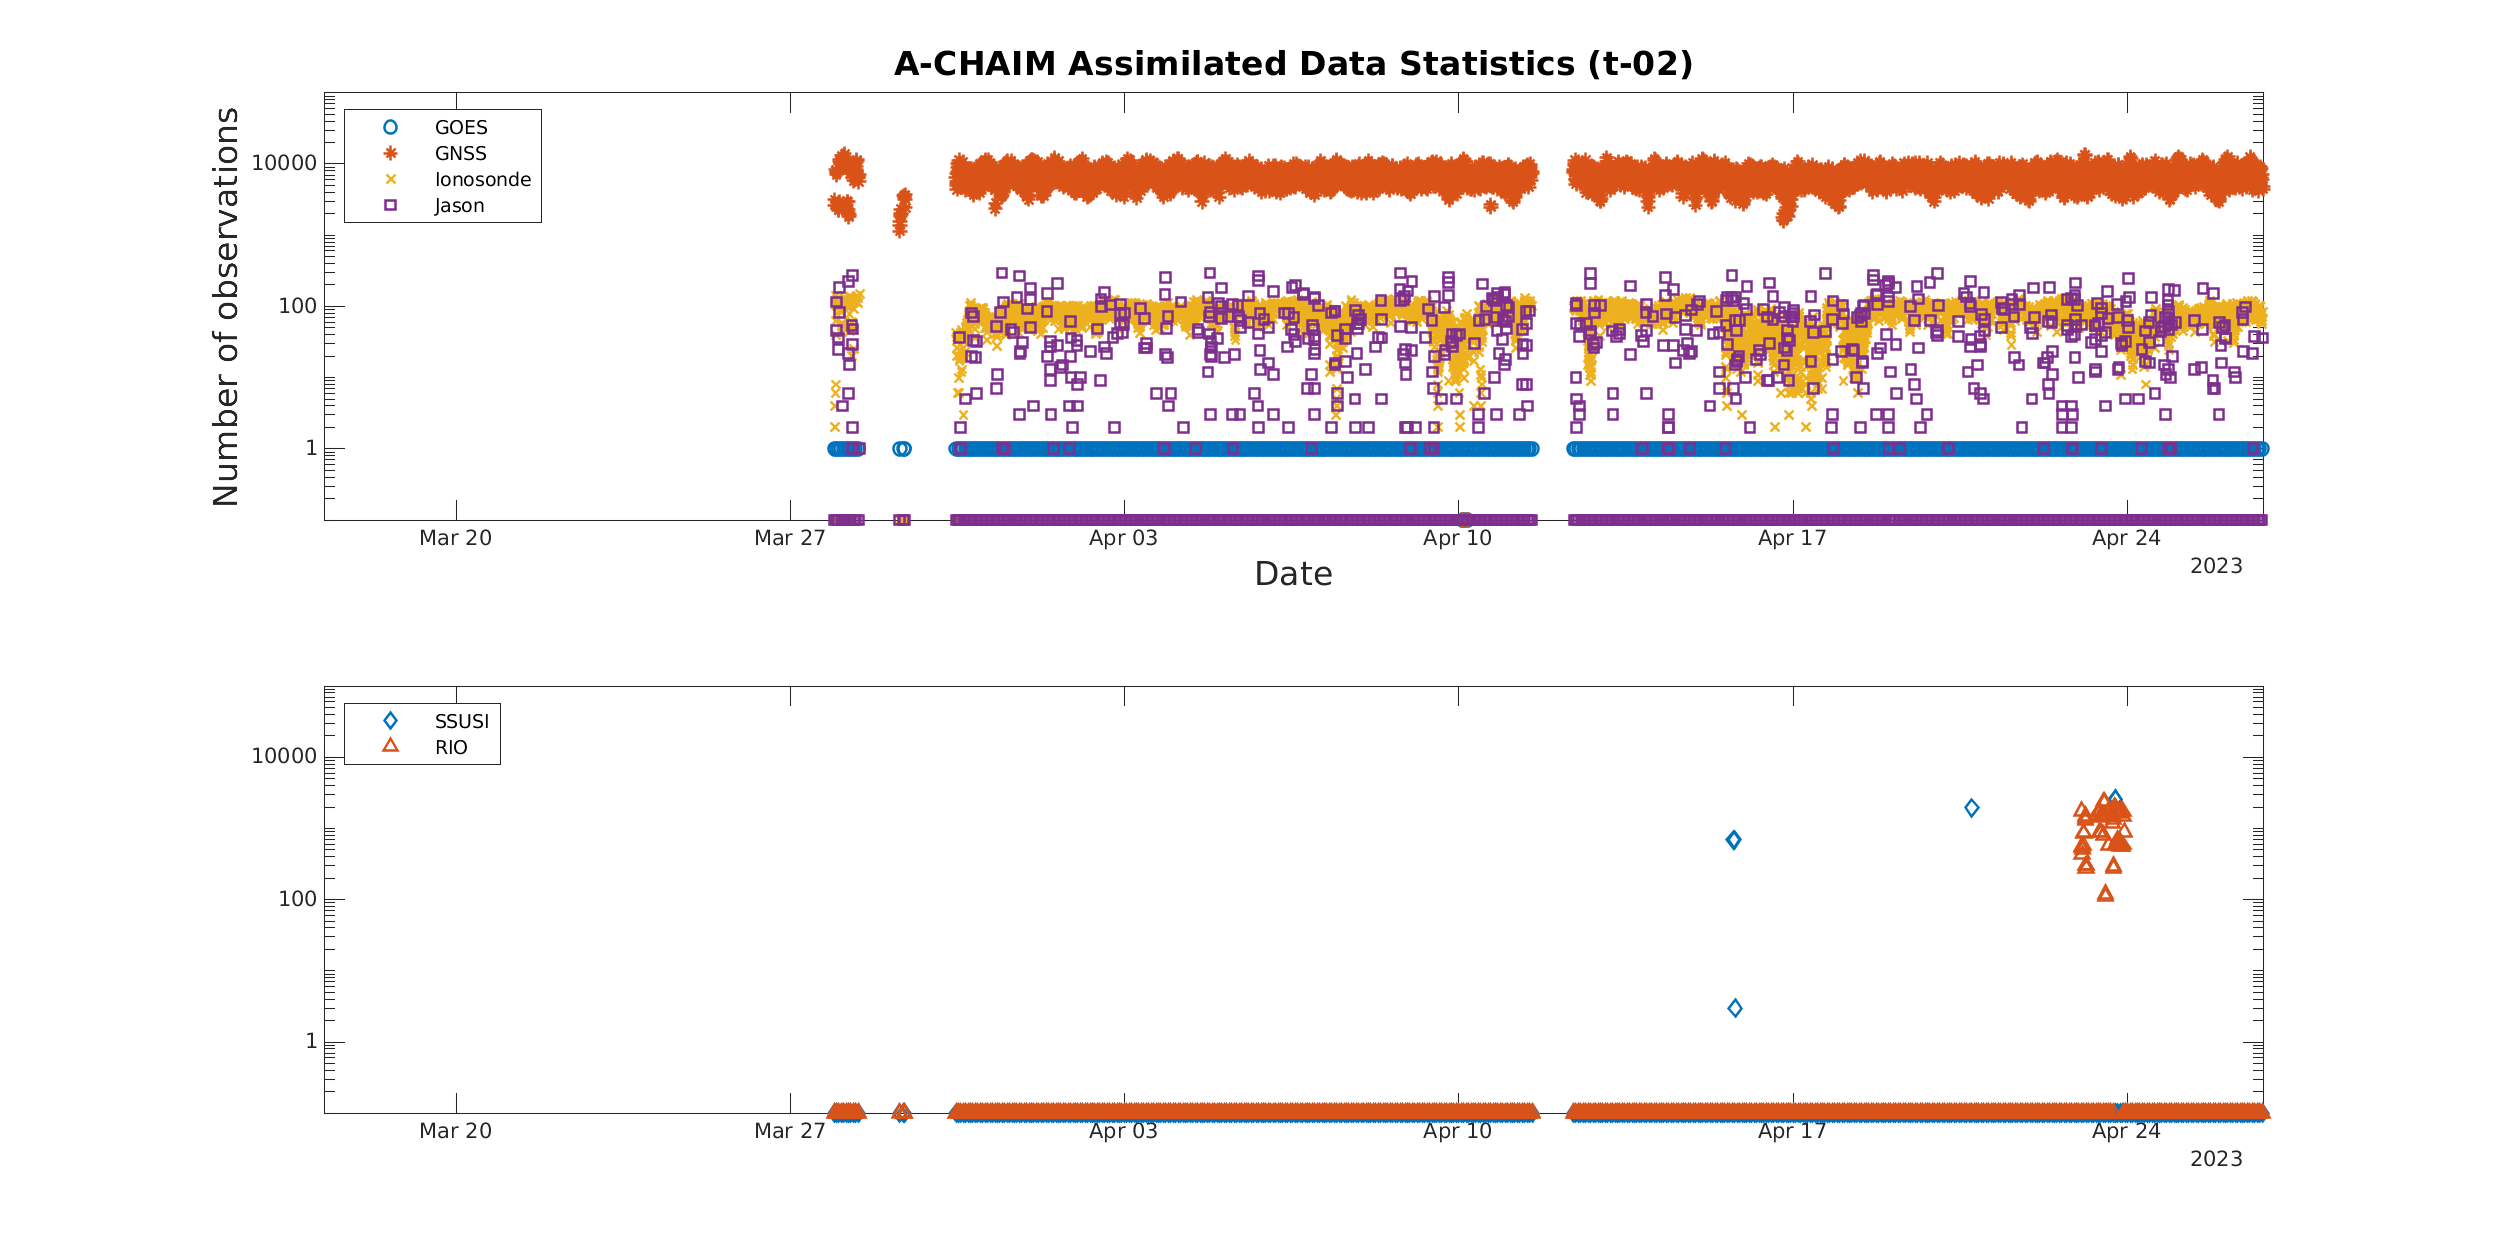 A-CHAIM Assimilated Data Statistics (t-02)
Number of observations
GOES
GNSS
Ionosonde
Jason
10000
100
1
Mar 20
Mar 27
Apr 03
Apr 10
Apr 17
Apr 24
2023
Date
SSUSI
RIO
10000
100
1
Mar 20
Mar 27
Apr 03
Apr 10
Apr 17
Apr 24
2023